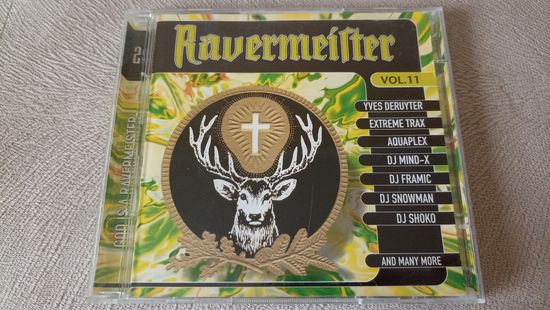 Ravermeiſter
VOL.11
YVES DERUYTER
EXTREME TRAX
AQUAPLEX
DJ MIND-X
DJ FRAMIC
DJ SNOWMAN
DJ SHOKO
AND MANY MORE
2
GOD IS A RAVERMEISTER